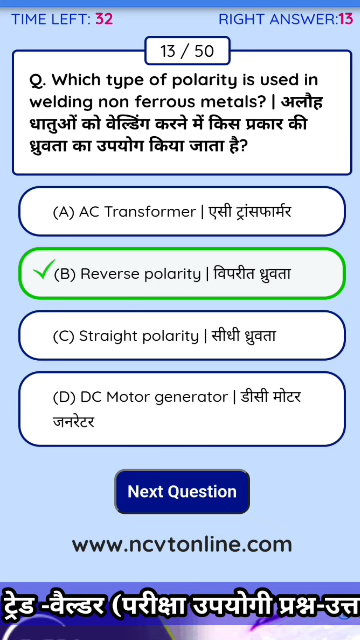 TIME LEFT: 32
RIGHT ANSWER:13
13 / 50
Q. Which type of polarity is used in
welding non ferrous metals? | अलौह
धातुओं को वेल्डिंग करने में किस प्रकार की
ध्रुवता का उपयोग किया जाता है?
(A) AC Transformer | एसी ट्रांसफार्मर
(B) Reverse polarity | विपरीत ध्रुवता
(C) Straight polarity | सीधी ध्रुवता
(D) DC Motor generator | डीसी मोटर
जनरेटर
Next Question
www.ncvtonline.com
ट्रेड -वैल्डर (परीक्षा उपयोगी प्रश्न-उत्त